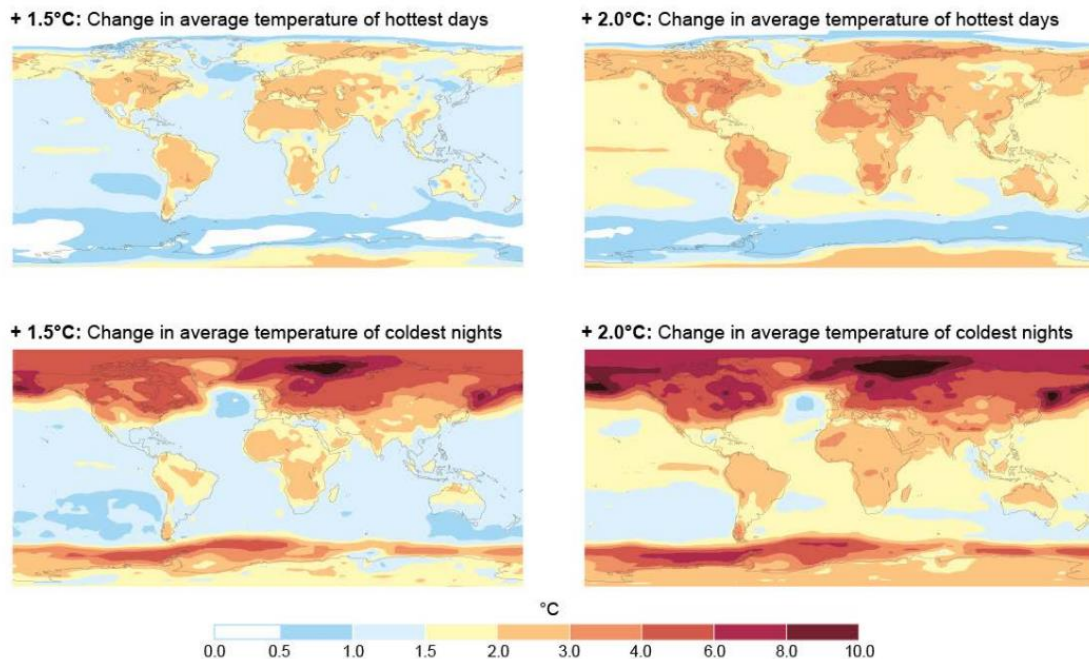 + 1.5°C: Change in average temperature of hottest days
+ 2.0°C: Change in average temperature of hottest days
+ 1.5°C: Change in average temperature of coldest nights
+ 2.0°C: Change in average temperature of coldest nights
°C
0.0 0.5 1.0 1.5 2.0 3.0 4.0 6.0 8.0 10.0